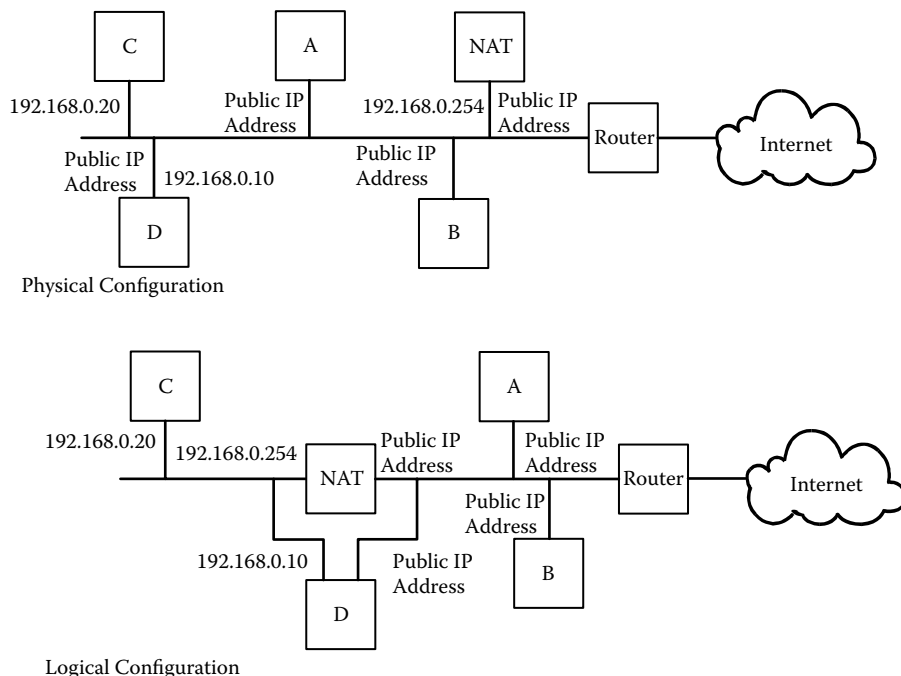 C
A
NAT
192.168.0.20
Public IP
Address
192.168.0.254
Public IP
Address
Router
Internet
Public IP
Address
192.168.0.10
Public IP
Address
D
B
Physical Configuration
C
A
192.168.0.20
192.168.0.254
NAT
Public IP
Address
Public IP
Address
Router
Internet
Public IP
Address
192.168.0.10
Public IP
Address
B
D
Logical Configuration